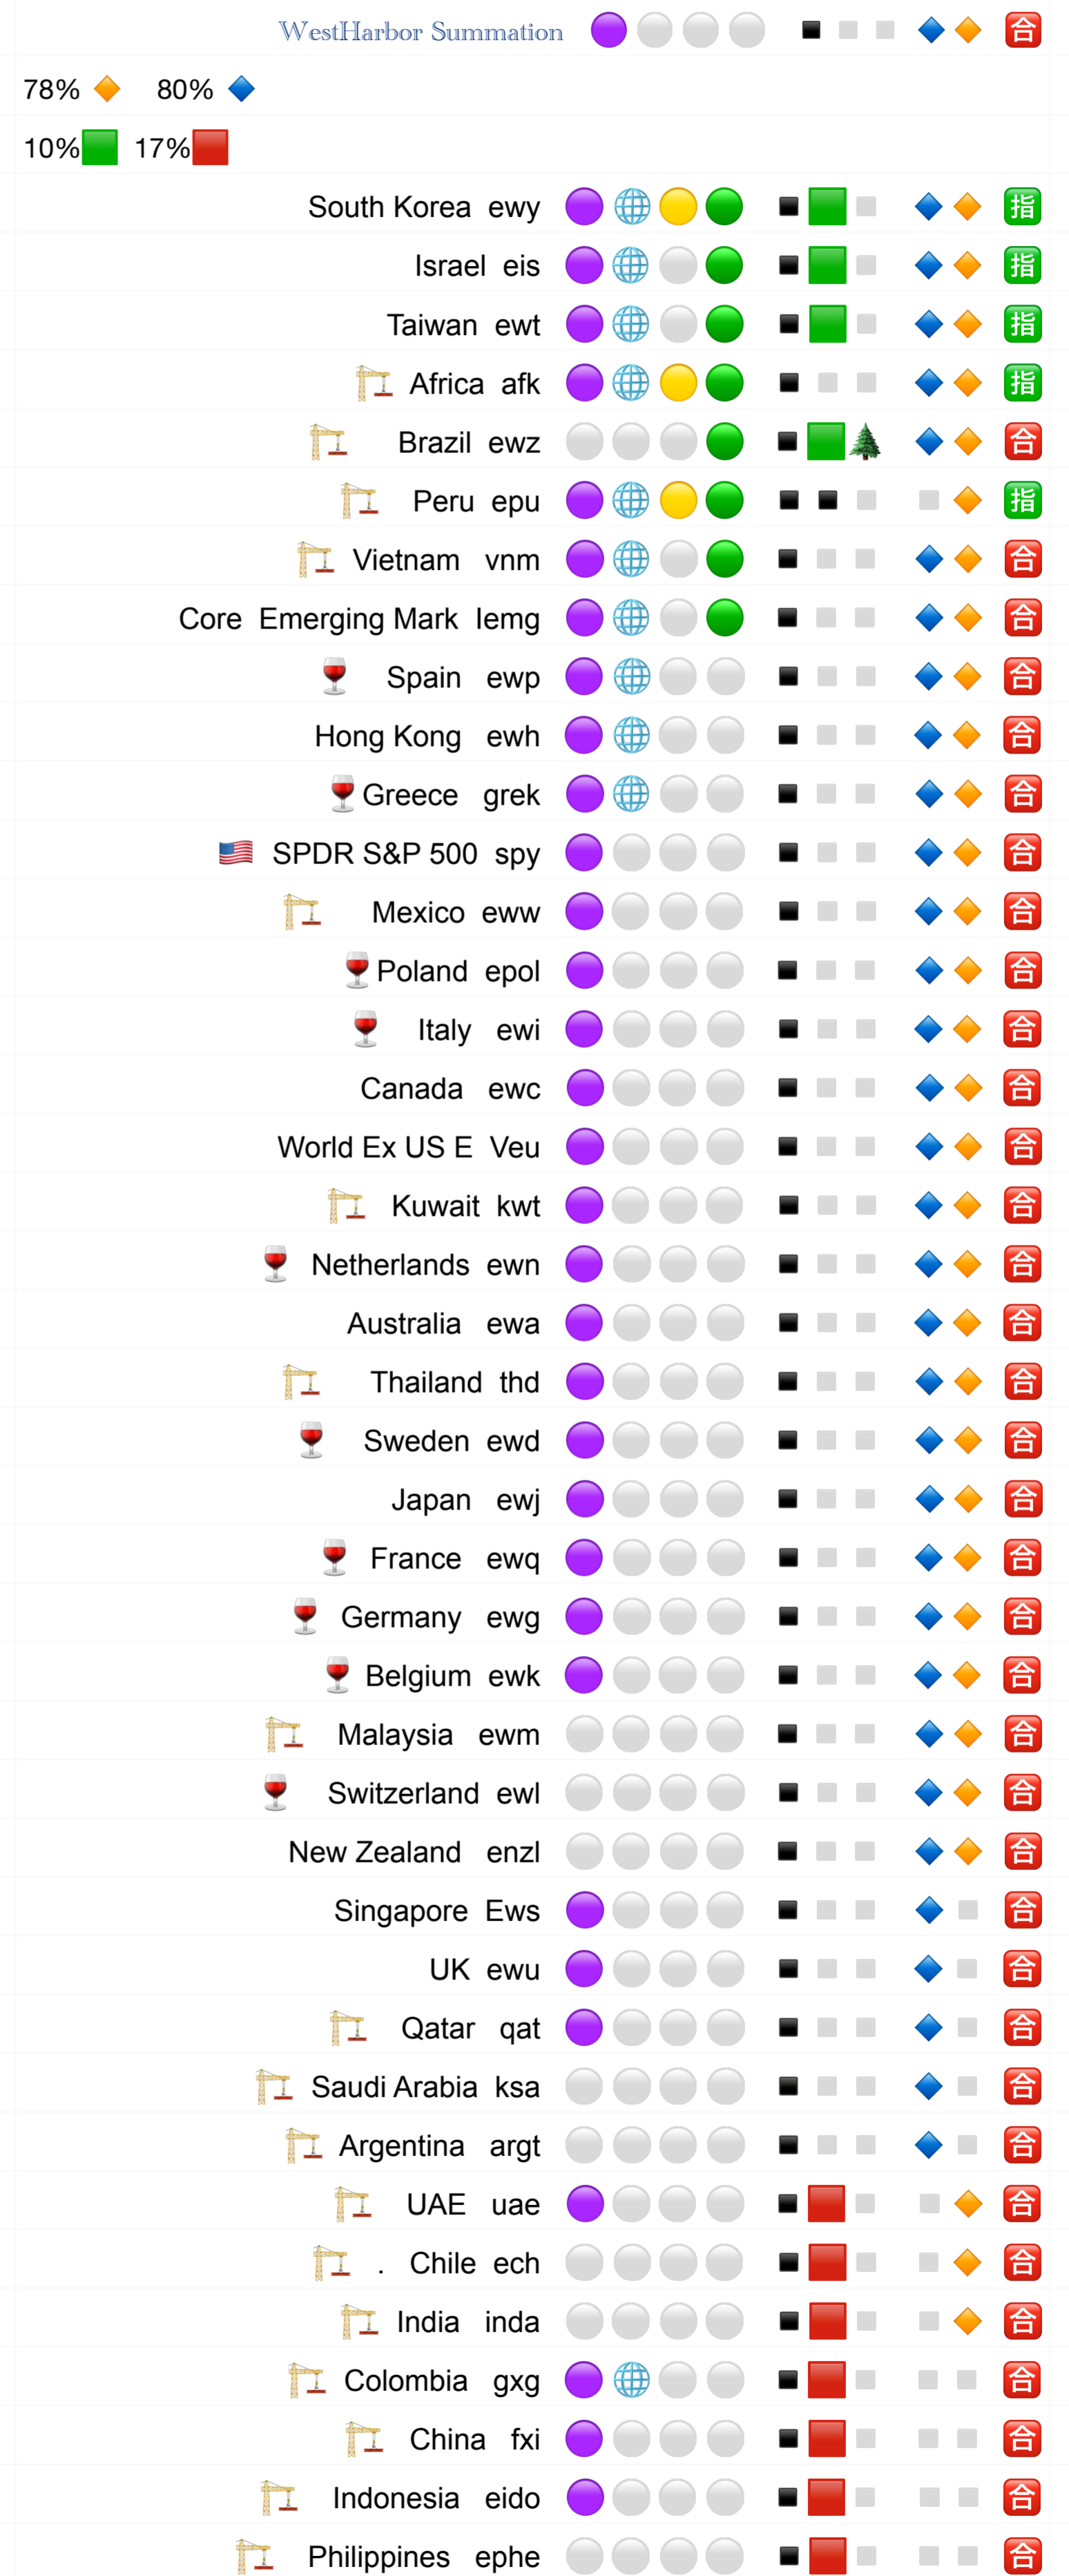 WestHarbor Summation 🟣⚪⚪⚪ ◾◽◽ 🔹🔸 🈴
78% 🔸 80% 🔹
10%🟩 17%🟥
South Korea ewy 🟣🌐🟡🟢 ◾🟩◽ 🔹🔸 🈯
Israel eis 🟣🌐⚪🟢 ◾🟩◽ 🔹🔸 🈯
Taiwan ewt 🟣🌐⚪🟢 ◾🟩◽ 🔹🔸 🈯
🏗 Africa afk 🟣🌐🟡🟢 ◾◽◽ 🔹🔸 🈯
🏗 Brazil ewz ⚪⚪⚪🟢 ◾🟩🌲 🔹🔸 🈴
🏗 Peru epu 🟣🌐🟡🟢 ◾◾◽ ◽🔸 🈯
🏗 Vietnam vnm 🟣🌐⚪🟢 ◾◽◽ 🔹🔸 🈴
Core Emerging Mark Iemg 🟣🌐⚪🟢 ◾◽◽ 🔹🔸 🈴
🍷 Spain ewp 🟣🌐⚪⚪ ◾◽◽ 🔹🔸 🈴
Hong Kong ewh 🟣🌐⚪⚪ ◾◽◽ 🔹🔸 🈴
🍷Greece grek 🟣🌐⚪⚪ ◾◽◽ 🔹🔸 🈴
🇺🇸 SPDR S&P 500 spy 🟣⚪⚪⚪ ◾◽◽ 🔹🔸 🈴
🏗 Mexico eww 🟣⚪⚪⚪ ◾◽◽ 🔹🔸 🈴
🍷Poland epol 🟣⚪⚪⚪ ◾◽◽ 🔹🔸 🈴
🍷 Italy ewi 🟣⚪⚪⚪ ◾◽◽ 🔹🔸 🈴
Canada ewc 🟣⚪⚪⚪ ◾◽◽ 🔹🔸 🈴
World Ex US E Veu 🟣⚪⚪⚪ ◾◽◽ 🔹🔸 🈴
🏗 Kuwait kwt 🟣⚪⚪⚪ ◾◽◽ 🔹🔸 🈴
🍷 Netherlands ewn 🟣⚪⚪⚪ ◾◽◽ 🔹🔸 🈴
Australia ewa 🟣⚪⚪⚪ ◾◽◽ 🔹🔸 🈴
🏗 Thailand thd 🟣⚪⚪⚪ ◾◽◽ 🔹🔸 🈴
🍷 Sweden ewd 🟣⚪⚪⚪ ◾◽◽ 🔹🔸 🈴
Japan ewj 🟣⚪⚪⚪ ◾◽◽ 🔹🔸 🈴
🍷 France ewq 🟣⚪⚪⚪ ◾◽◽ 🔹🔸 🈴
🍷 Germany ewg 🟣⚪⚪⚪ ◾◽◽ 🔹🔸 🈴
🍷 Belgium ewk 🟣⚪⚪⚪ ◾◽◽ 🔹🔸 🈴
🏗 Malaysia ewm ⚪⚪⚪⚪ ◾◽◽ 🔹🔸 🈴
🍷 Switzerland ewl ⚪⚪⚪⚪ ◾◽◽ 🔹🔸 🈴
New Zealand enzl ⚪⚪⚪⚪ ◾◽◽ 🔹🔸 🈴
Singapore Ews 🟣⚪⚪⚪ ◾◽◽ 🔹◽ 🈴
UK ewu 🟣⚪⚪⚪ ◾◽◽ 🔹◽ 🈴
🏗 Qatar qat 🟣⚪⚪⚪ ◾◽◽ 🔹◽ 🈴
🏗 Saudi Arabia ksa ⚪⚪⚪⚪ ◾◽◽ 🔹◽ 🈴
🏗 Argentina argt ⚪⚪⚪⚪ ◾◽◽ 🔹◽ 🈴
🏗 UAE uae 🟣⚪⚪⚪ ◾🟥◽ ◽🔸 🈴
🏗 . Chile ech ⚪⚪⚪⚪ ◾🟥◽ ◽🔸 🈴
🏗 India inda ⚪⚪⚪⚪ ◾🟥◽ ◽🔸 🈴
🏗 Colombia gxg 🟣🌐⚪⚪ ◾🟥◽ ◽◽ 🈴
🏗 China fxi 🟣⚪⚪⚪ ◾🟥◽ ◽◽ 🈴
🏗 Indonesia eido 🟣⚪⚪⚪ ◾🟥◽ ◽◽ 🈴
🏗 Philippines ephe ⚪⚪⚪⚪ ◾🟥◽ ◽◽ 🈴